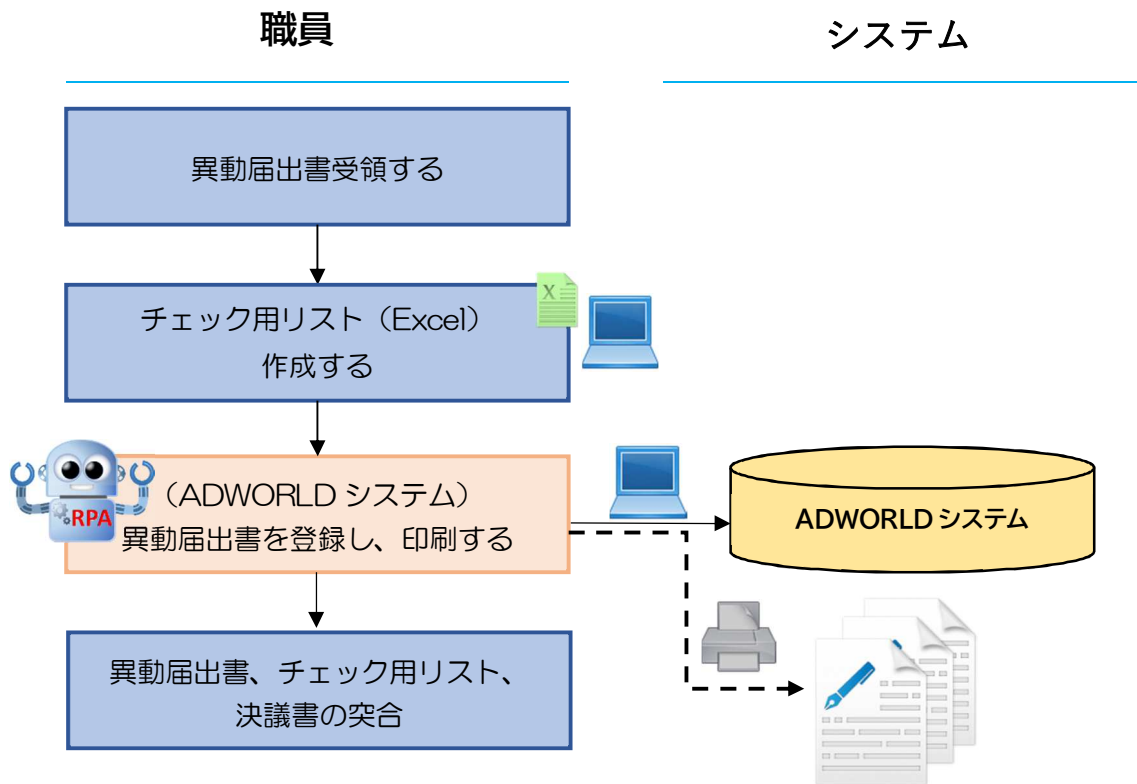 職員
システム
異動届出書受領する
チェック用リスト（Excel）
作成する
X
RPA
（ADWORLD システム）
異動届出書を登録し、印刷する
ADWORLD システム
異動届出書、チェック用リスト、
決議書の突合